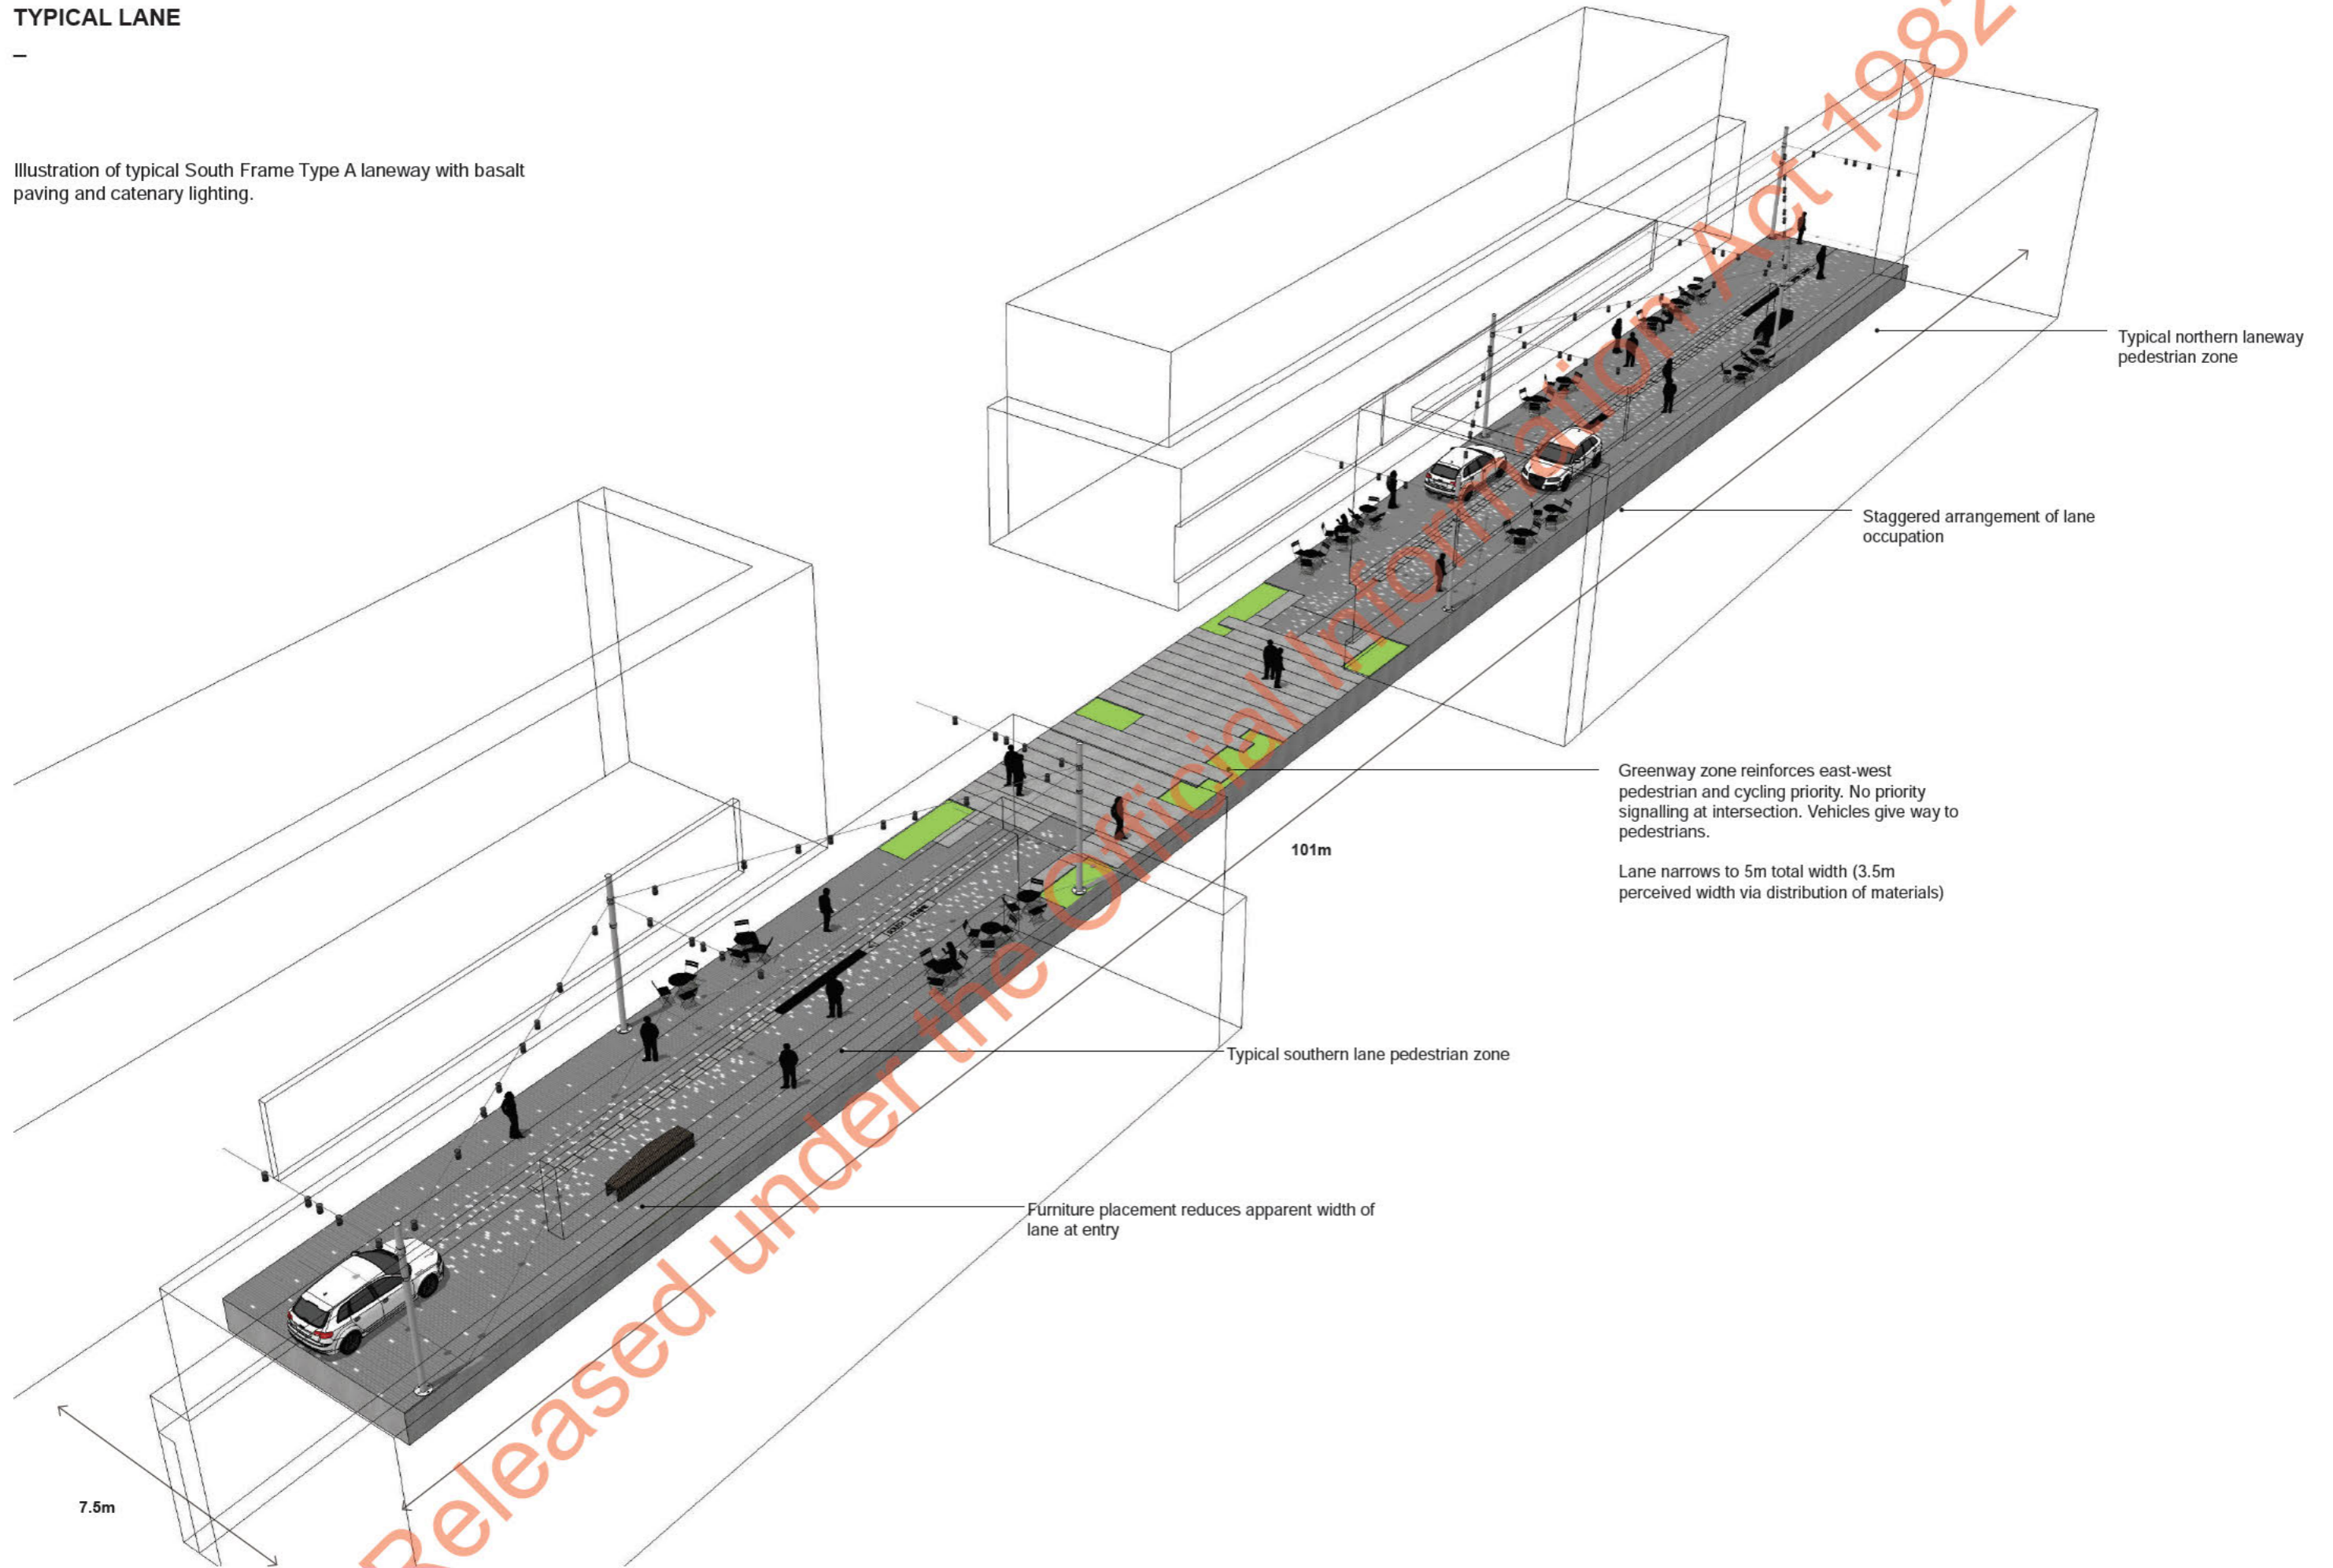 TYPICAL LANE
–
Illustration of typical South Frame Type A laneway with basalt
paving and catenary lighting.
Typical northern laneway
pedestrian zone
Staggered arrangement of lane
occupation
Greenway zone reinforces east-west
pedestrian and cycling priority. No priority
signalling at intersection. Vehicles give way to
pedestrians.
Lane narrows to 5m total width (3.5m
perceived width via distribution of materials)
101m
Typical southern lane pedestrian zone
Furniture placement reduces apparent width of
lane at entry
7.5m
Released under the Official Information Act 1982